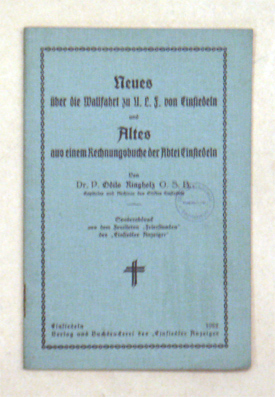 Neues
über die Wallfahrt zu U. L. F. von Einsiedeln
und
Altes
aus einem Rechnungsbuche der Abtei Einsiedeln
Von
Dr. P. Odilo Ringholz O. S. B.,
Sonderabdruck
aus dem Feuilleton „Feierstunden"
des „Einsiedler Anzeiger"
Einsiedeln
Verlag und Buchdruckerei des „Einsiedler Anzeiger